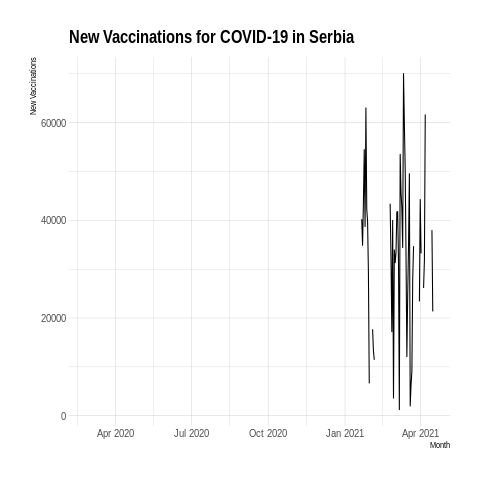 New Vaccinations for COVID-19 in Serbia
New Vaccinations
60000
40000
20000
0
Apr 2020
Jul 2020
Oct 2020
Jan 2021
Apr 2021
Month